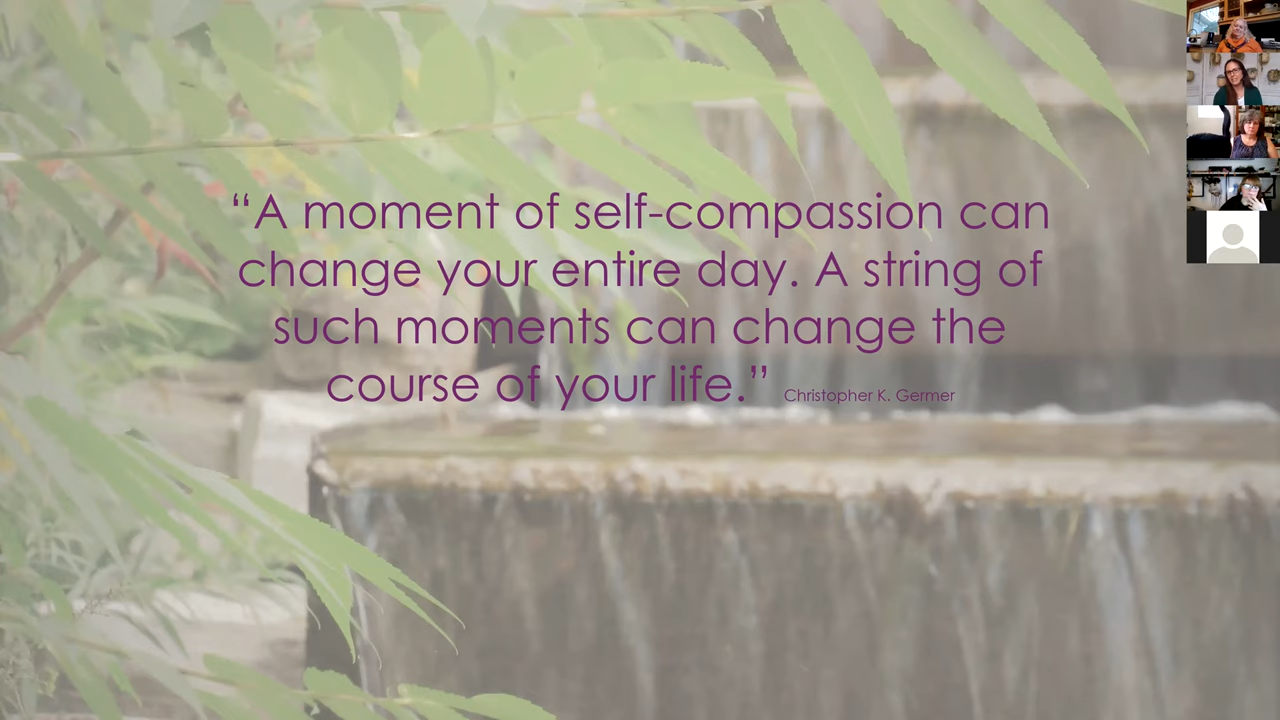 “A moment of self-compassion can
change your entire day. A string of
such moments can change the
course of your life.” Christopher K. Germer